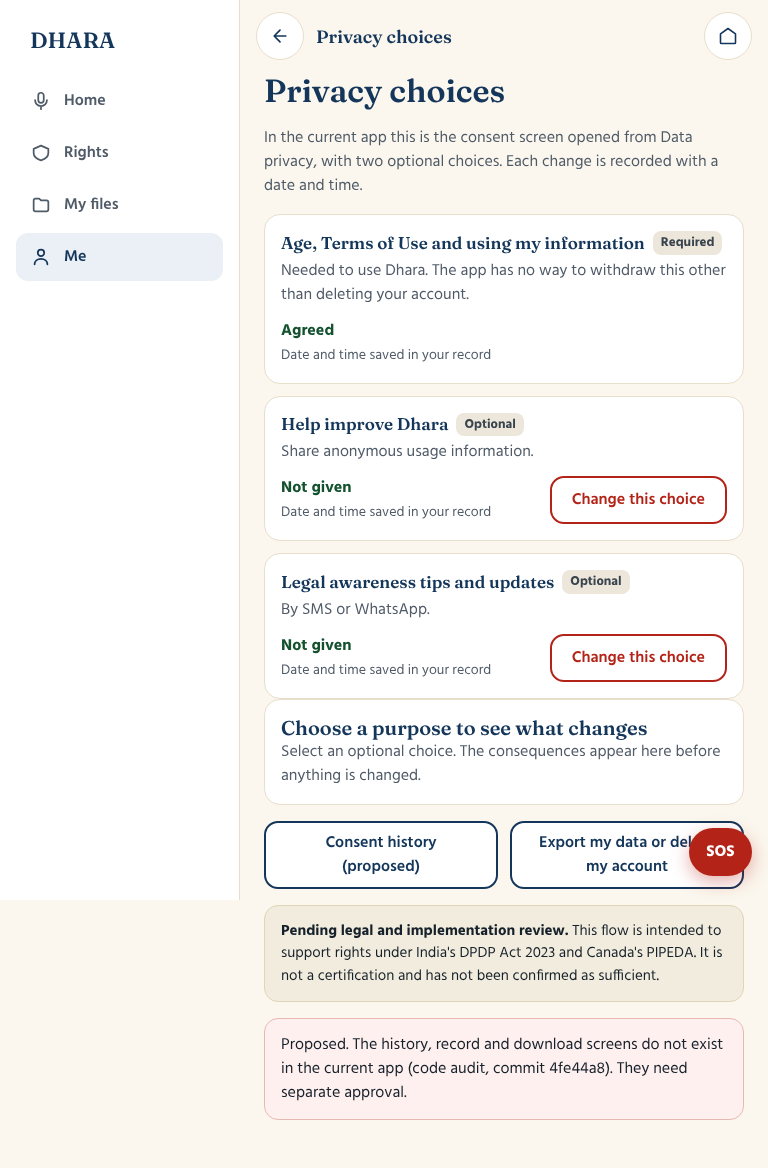 DHARA
Home
Rights
My files
Me
Privacy choices
Privacy choices
In the current app this is the consent screen opened from Data
privacy, with two optional choices. Each change is recorded with a
date and time.
Age, Terms of Use and using my information Required
Needed to use Dhara. The app has no way to withdraw this other
than deleting your account.
Agreed
Date and time saved in your record
Help improve Dhara Optional
Share anonymous usage information.
Not given
Date and time saved in your record
Change this choice
Legal awareness tips and updates Optional
By SMS or WhatsApp.
Not given
Date and time saved in your record
Change this choice
Choose a purpose to see what changes
Select an optional choice. The consequences appear here before
anything is changed.
Consent history
(proposed)
Export my data or
my account
SOS
Pending legal and implementation review. This flow is intended to
support rights under India's DPDP Act 2023 and Canada's PIPEDA. It is
not a certification and has not been confirmed as sufficient.
Proposed. The history, record and download screens do not exist
in the current app (code audit, commit 4fe44a8). They need
separate approval.